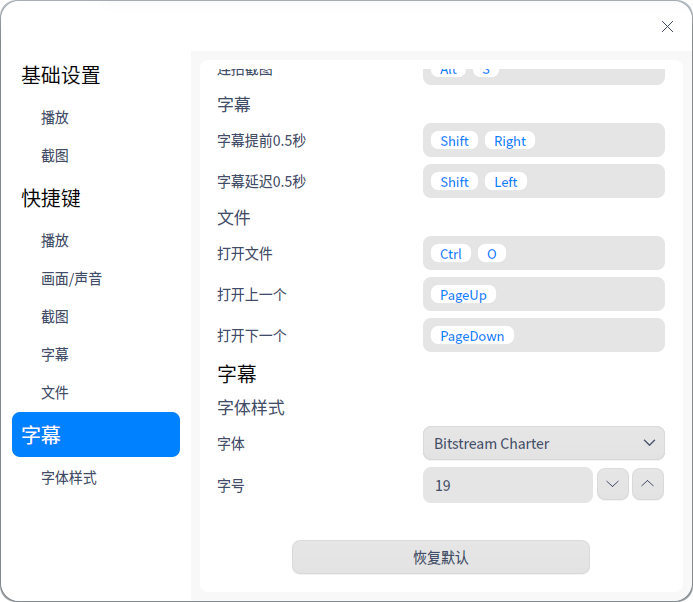 基础设置
播放
截图
快捷键
播放
画面/声音
截图
字幕
文件
字幕
字体样式
连拍截图 Alt S
字幕
字幕提前0.5秒 Shift Right
字幕延迟0.5秒 Shift Left
文件
打开文件 Ctrl O
打开上一个 PageUp
打开下一个 PageDown
字幕
字体样式
字体 Bitstream Charter
字号 19
恢复默认